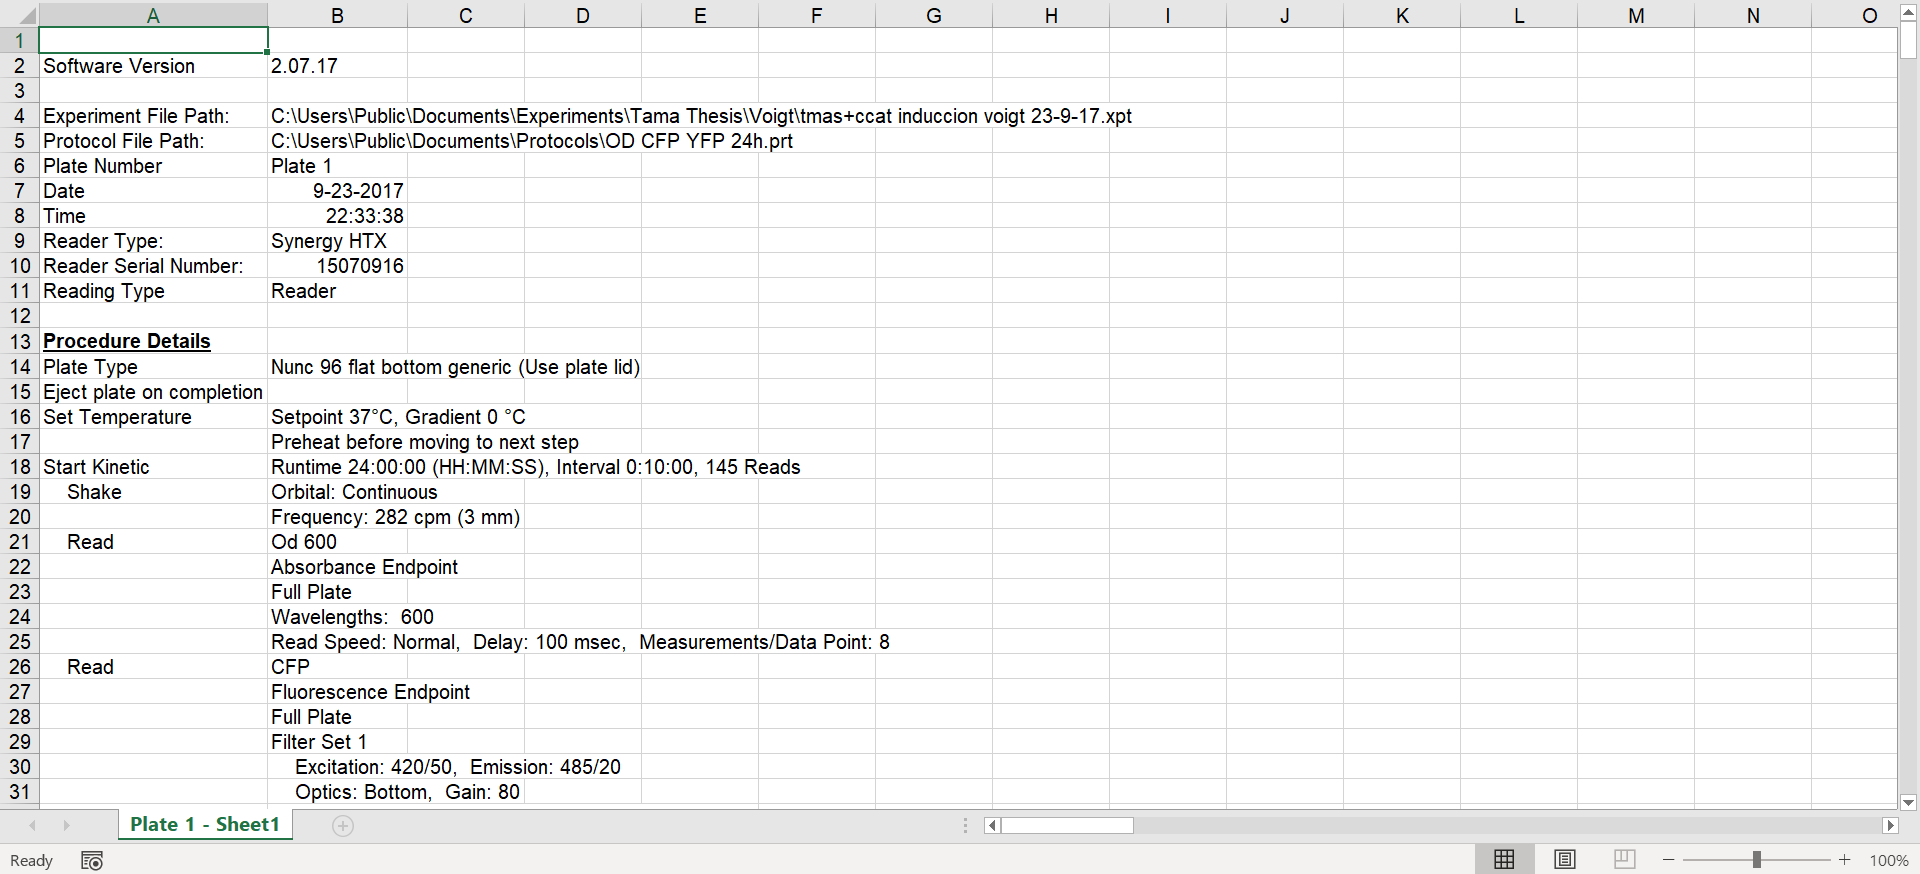 A B C D E F G H I J K L M N O
1
2 Software Version 2.07.17
3
4 Experiment File Path: C:\Users\Public\Documents\Experiments\Tama Thesis\Voigt\tmas+ccat induccion voigt 23-9-17.xpt
5 Protocol File Path: C:\Users\Public\Documents\Protocols\OD CFP YFP 24h.prt
6 Plate Number Plate 1
7 Date 9-23-2017
8 Time 22:33:38
9 Reader Type: Synergy HTX
10 Reader Serial Number: 15070916
11 Reading Type Reader
12
13 Procedure Details
14 Plate Type Nunc 96 flat bottom generic (Use plate lid)
15 Eject plate on completion
16 Set Temperature Setpoint 37°C, Gradient 0 °C
17 Preheat before moving to next step
18 Start Kinetic Runtime 24:00:00 (HH:MM:SS), Interval 0:10:00, 145 Reads
19 Shake Orbital: Continuous
20 Frequency: 282 cpm (3 mm)
21 Read Od 600
22 Absorbance Endpoint
23 Full Plate
24 Wavelengths:  600
25 Read Speed: Normal,  Delay: 100 msec,  Measurements/Data Point: 8
26 Read CFP
27 Fluorescence Endpoint
28 Full Plate
29 Filter Set 1
30 Excitation: 420/50,  Emission: 485/20
31 Optics: Bottom,  Gain: 80
Plate 1 - Sheet1
Ready 100%